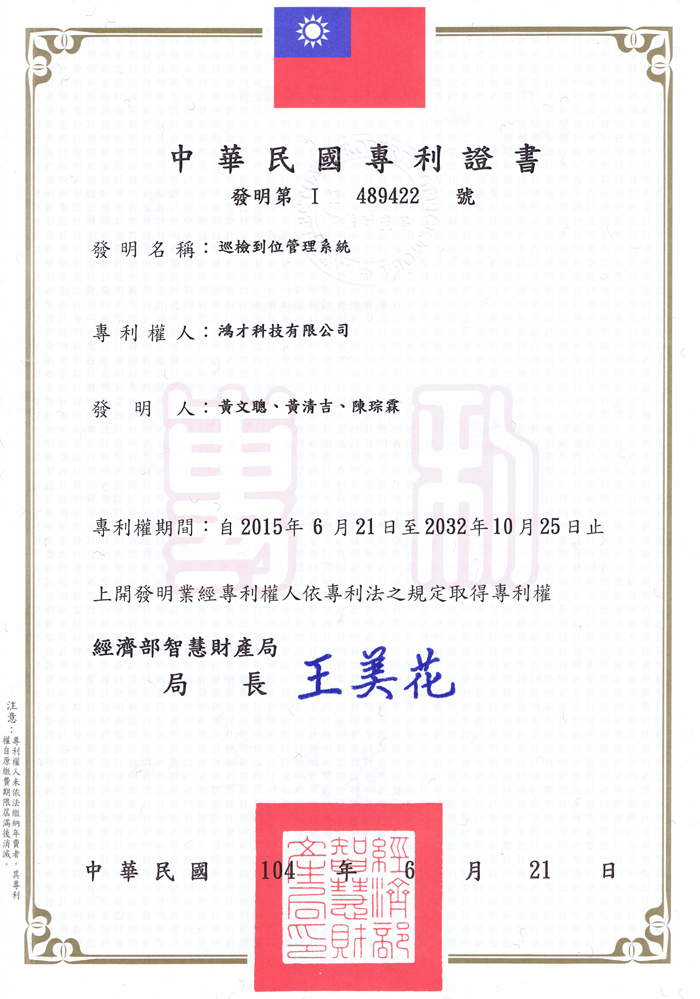 中華民國專利證書
發明第 I 489422 號
發明名稱：巡檢到位管理系統
專利權人：鴻才科技有限公司
發明人：黃文聰、黃清吉、陳琮霖
專利
專利權期間：自2015年 6 月21日至2032年10月25日止
上開發明業經專利權人依專利法之規定取得專利權
經濟部智慧財產局
局長 王美花
注意：專利權人未依法繳納年費者，其專利
權自原繳費期限屆滿後消滅。
中華民國 104 年 6 月 21 日
經濟部
智慧財
產局印